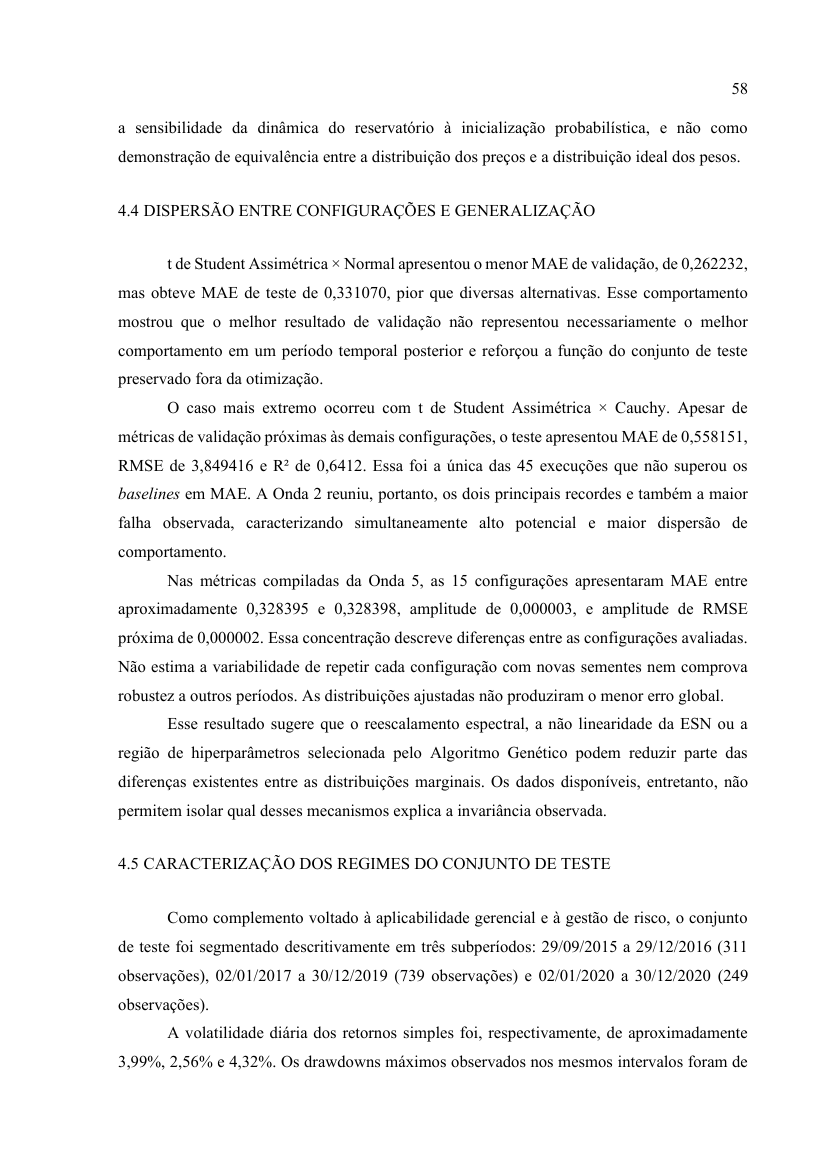 58
a sensibilidade da dinâmica do reservatório à inicialização probabilística, e não como
demonstração de equivalência entre a distribuição dos preços e a distribuição ideal dos pesos.
4.4 DISPERSÃO ENTRE CONFIGURAÇÕES E GENERALIZAÇÃO
t de Student Assimétrica × Normal apresentou o menor MAE de validação, de 0,262232,
mas obteve MAE de teste de 0,331070, pior que diversas alternativas. Esse comportamento
mostrou que o melhor resultado de validação não representou necessariamente o melhor
comportamento em um período temporal posterior e reforçou a função do conjunto de teste
preservado fora da otimização.
O caso mais extremo ocorreu com t de Student Assimétrica × Cauchy. Apesar de
métricas de validação próximas às demais configurações, o teste apresentou MAE de 0,558151,
RMSE de 3,849416 e R² de 0,6412. Essa foi a única das 45 execuções que não superou os
baselines em MAE. A Onda 2 reuniu, portanto, os dois principais recordes e também a maior
falha observada, caracterizando simultaneamente alto potencial e maior dispersão de
comportamento.
Nas métricas compiladas da Onda 5, as 15 configurações apresentaram MAE entre
aproximadamente 0,328395 e 0,328398, amplitude de 0,000003, e amplitude de RMSE
próxima de 0,000002. Essa concentração descreve diferenças entre as configurações avaliadas.
Não estima a variabilidade de repetir cada configuração com novas sementes nem comprova
robustez a outros períodos. As distribuições ajustadas não produziram o menor erro global.
Esse resultado sugere que o reescalamento espectral, a não linearidade da ESN ou a
região de hiperparâmetros selecionada pelo Algoritmo Genético podem reduzir parte das
diferenças existentes entre as distribuições marginais. Os dados disponíveis, entretanto, não
permitem isolar qual desses mecanismos explica a invariância observada.
4.5 CARACTERIZAÇÃO DOS REGIMES DO CONJUNTO DE TESTE
Como complemento voltado à aplicabilidade gerencial e à gestão de risco, o conjunto
de teste foi segmentado descritivamente em três subperíodos: 29/09/2015 a 29/12/2016 (311
observações), 02/01/2017 a 30/12/2019 (739 observações) e 02/01/2020 a 30/12/2020 (249
observações).
A volatilidade diária dos retornos simples foi, respectivamente, de aproximadamente
3,99%, 2,56% e 4,32%. Os drawdowns máximos observados nos mesmos intervalos foram de